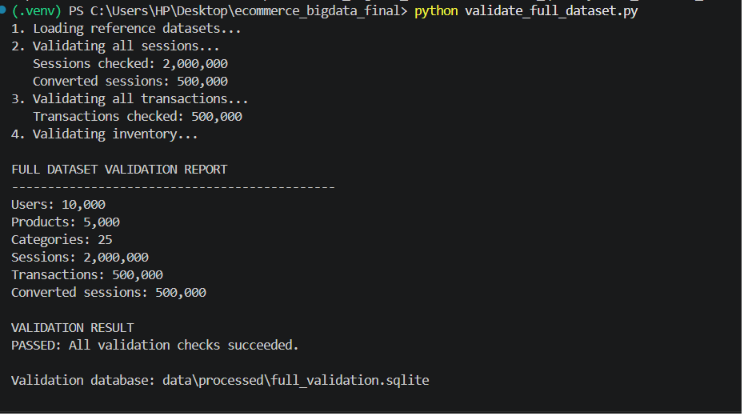 (.venv) PS C:\Users\HP\Desktop\ecommerce_bigdata_final> python validate_full_dataset.py
1. Loading reference datasets...
2. Validating all sessions...
   Sessions checked: 2,000,000
   Converted sessions: 500,000
3. Validating all transactions...
   Transactions checked: 500,000
4. Validating inventory...

FULL DATASET VALIDATION REPORT
---------------------------------------------
Users: 10,000
Products: 5,000
Categories: 25
Sessions: 2,000,000
Transactions: 500,000
Converted sessions: 500,000

VALIDATION RESULT
PASSED: All validation checks succeeded.

Validation database: data\processed\full_validation.sqlite